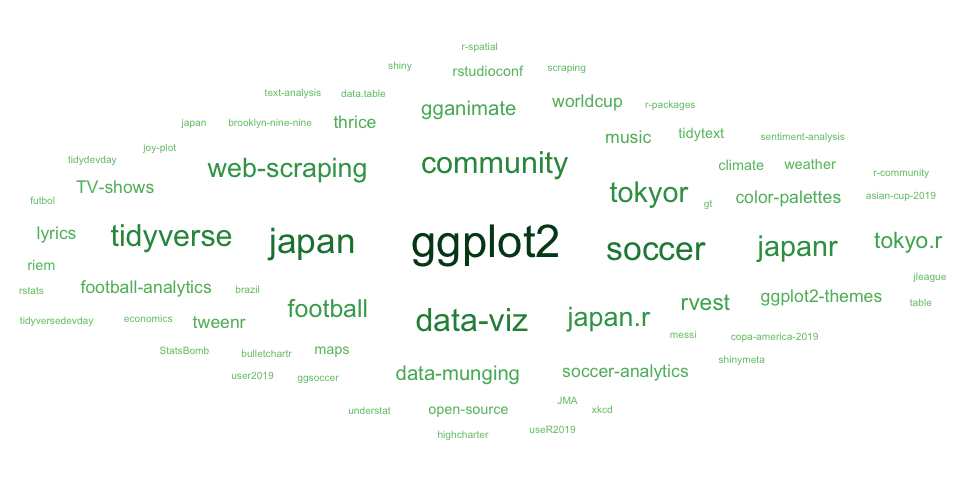 r-spatial
shiny
rstudioconf
scraping
text-analysis
data.table
gganimate
worldcup
r-packages
japan
brooklyn-nine-nine
thrice
music
tidytext
sentiment-analysis
joy-plot
tidydevday
web-scraping
community
climate
weather
r-community
TV-shows
tokyor
gt
color-palettes
asian-cup-2019
futbol
lyrics
tidyverse
japan
ggplot2
soccer
japanr
tokyo.r
riem
jleague
rstats
football-analytics
brazil
football
rvest
ggplot2-themes
table
tidyversedevday
economics
tweenr
data-viz
japan.r
messi
copa-america-2019
StatsBomb
bulletchartr
maps
shinymeta
user2019
ggsoccer
data-munging
soccer-analytics
understat
open-source
JMA
xkcd
highcharter
useR2019